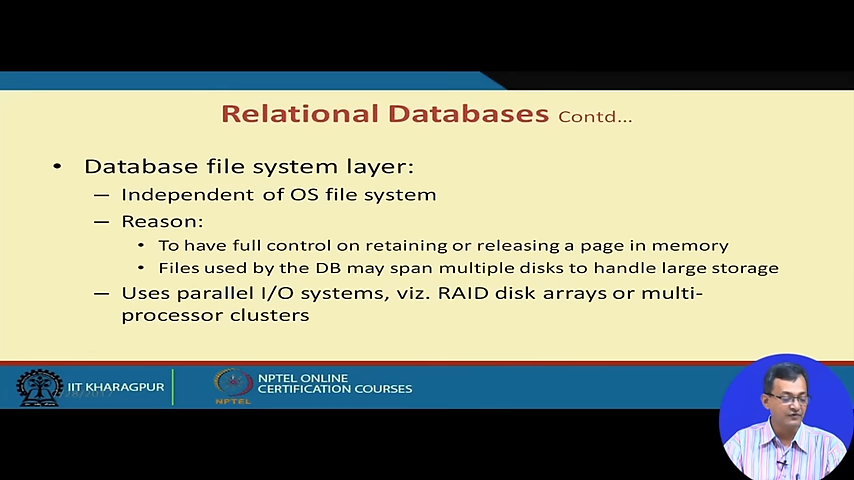 Relational Databases Contd...
• Database file system layer:
– Independent of OS file system
– Reason:
• To have full control on retaining or releasing a page in memory
• Files used by the DB may span multiple disks to handle large storage
– Uses parallel I/O systems, viz. RAID disk arrays or multi-
processor clusters
IIT KHARAGPUR
NPTEL
NPTEL ONLINE
CERTIFICATION COURSES